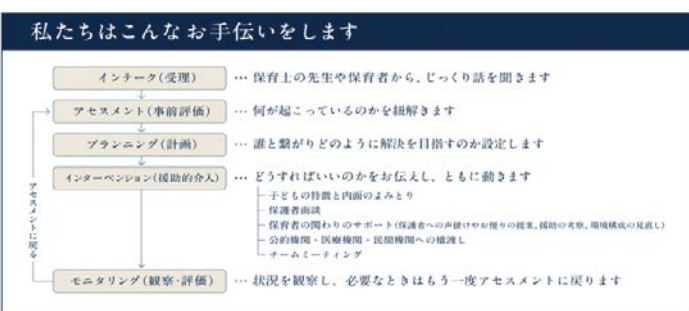 私たちはこんなお手伝いをします
インテーク(受理) … 保育士の先生や保育者から、じっくり話を聞きます
アセスメント(事前評価) … 何が起こっているのかを紐解きます
プランニング(計画) … 誰と繋がりどのように解決を目指すのか設定します
インターベンション(援助的介入) … どうすればいいのかをお伝えし、ともに動きます
子どもの特徴と内面のよみとり
保護者面談
保育者の関わりのサポート(保護者への声掛けやお便りの提案、援助の考察、環境構成の見直し)
公的機関・医療機関・民間機関への橋渡し
チームミーティング
アセスメントに戻る
モニタリング(観察・評価) … 状況を観察し、必要なときはもう一度アセスメントに戻ります